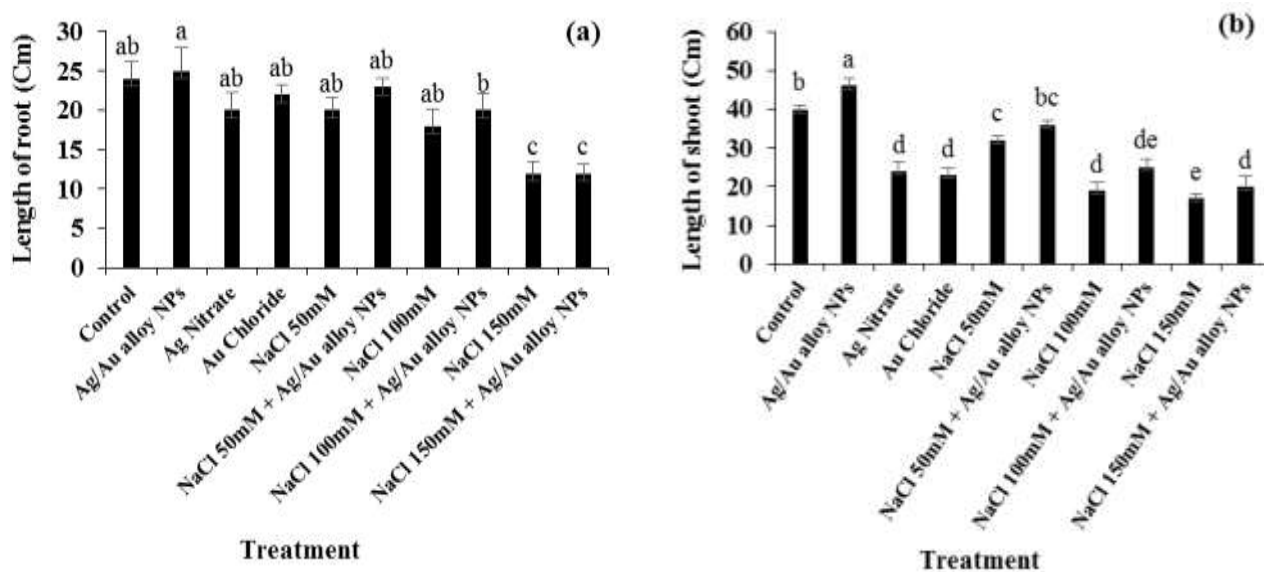 (a)
Length of root (Cm)
30
25
20
15
10
5
0
ab
a
ab
ab
ab
ab
ab
b
c
c
Control
Ag/Au alloy NPs
Ag Nitrate
Au Chloride
NaCl 50mM
NaCl 50mM + Ag/Au alloy NPs
NaCl 100mM
NaCl 100mM + Ag/Au alloy NPs
NaCl 150mM
NaCl 150mM + Ag/Au alloy NPs
Treatment
(b)
Length of shoot (Cm)
60
50
40
30
20
10
0
b
a
d
d
c
bc
d
de
e
d
Control
Ag/Au alloy NPs
Ag Nitrate
Au Chloride
NaCl 50mM
NaCl 50mM + Ag/Au alloy NPs
NaCl 100mM
NaCl 100mM + Ag/Au alloy NPs
NaCl 150mM
NaCl 150mM + Ag/Au alloy NPs
Treatment